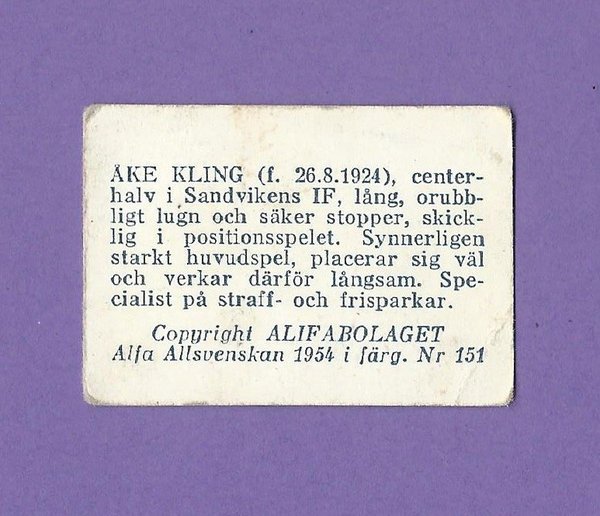 ÅKE KLING (f. 26.8.1924), center-
halv i Sandvikens IF, lång, orubb-
ligt lugn och säker stopper, skick-
lig i positionsspelet. Synnerligen
starkt huvudspel, placerar sig väl
och verkar därför långsam. Spe-
cialist på straff- och frisparkar.
Copyright ALIFABOLAGET
Alfa Allsvenskan 1954 i färg. Nr 151